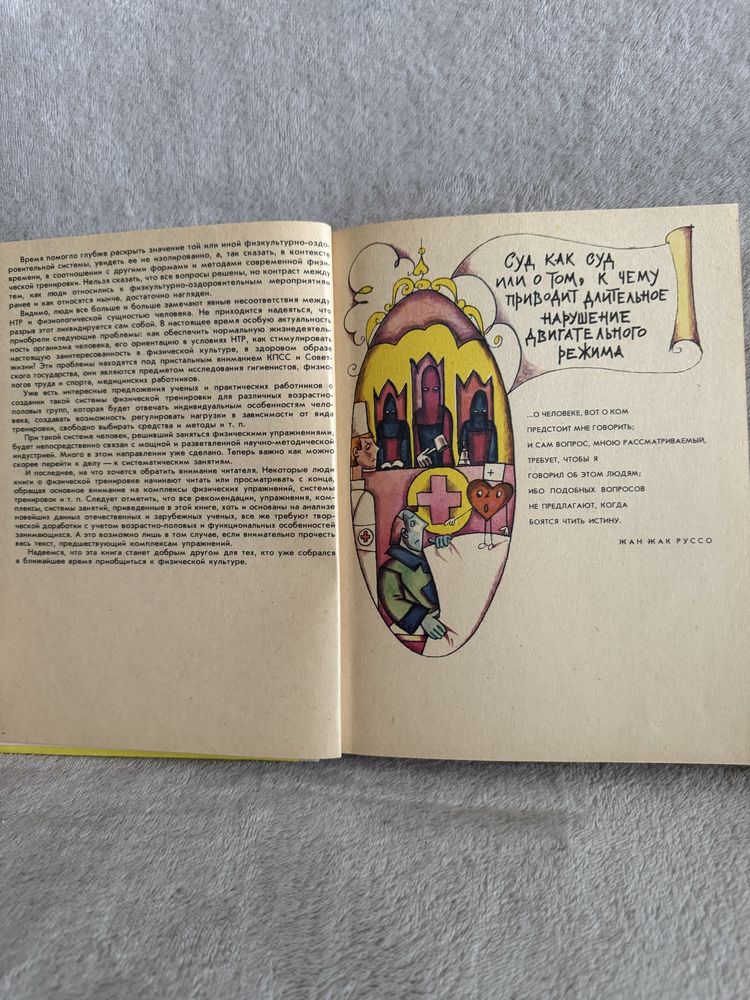 Время помогло глубже раскрыть значение той или иной физкультурно-оздо-
ровительной системы, увидеть ее не изолированно, а, так сказать, в контексте
времени, в соотношении с другими формами и методами современной физи-
ческой тренировки. Нельзя сказать, что все вопросы решены, но контраст между
тем, как люди относились к физкультурно-оздоровительным мероприятиям
ранее и как относятся нынче, достаточно нагляден.
Видимо, люди все больше и больше замечают явные несоответствия между
НТР и физиологической сущностью человека. Не приходится надеяться, что
разрыв этот ликвидируется сам собой. В настоящее время особую актуальность
приобрели следующие проблемы: как обеспечить нормальную жизнедеятель-
ность организма человека, его ориентацию в условиях НТР, как стимулировать
настоящую заинтересованность в физической культуре, в здоровом образе
жизни! Эти проблемы находятся под пристальным вниманием КПСС и Совет-
ского государства, они являются предметом исследования гигиенистов, физио-
логов труда и спорта, медицинских работников.
Уже есть интересные предложения ученых и практических работников о
создании такой системы физической тренировки для различных возрастно-
половых групп, которая будет отвечать индивидуальным особенностям чело-
века, создавать возможность регулировать нагрузки в зависимости от вида
тренировки, свободно выбирать средства и методы и т. п.
При такой системе человек, решивший заняться физическими упражнениями,
будет непосредственно связан с мощной и разветвленной научно-методической
индустрией. Много в этом направлении уже сделано. Теперь важно как можно
скорее перейти к делу — к систематическим занятиям.
И последнее, на что хочется обратить внимание читателя. Некоторые люди
книги о физической тренировке начинают читать или просматривать с конца,
обращая основное внимание на комплексы физических упражнений, системы
тренировок и т. п. Следует отметить, что все рекомендации, упражнения, ком-
плексы, системы занятий, приведенные в этой книге, хоть и основаны на анализе
новейших данных отечественных и зарубежных ученых, все же требуют твор-
ческой доработки с учетом возрастно-половых и функциональных особенностей
занимающихся. А это возможно лишь в том случае, если внимательно прочесть
весь текст, предшествующий комплексам упражнений.
Надеемся, что эта книга станет добрым другом для тех, кто уже собрался
в ближайшее время приобщиться к физической культуре.
Суд как суд
или о том, к чему
приводит длительное
нарушение
двигательного
режима
...О ЧЕЛОВЕКЕ, ВОТ О КОМ
ПРЕДСТОИТ МНЕ ГОВОРИТЬ;
И САМ ВОПРОС, МНОЮ РАССМАТРИВАЕМЫЙ,
ТРЕБУЕТ, ЧТОБЫ Я
ГОВОРИЛ ОБ ЭТОМ ЛЮДЯМ;
ИБО ПОДОБНЫХ ВОПРОСОВ
НЕ ПРЕДЛАГАЮТ, КОГДА
БОЯТСЯ ЧТИТЬ ИСТИНУ.
ЖАН ЖАК РУССО